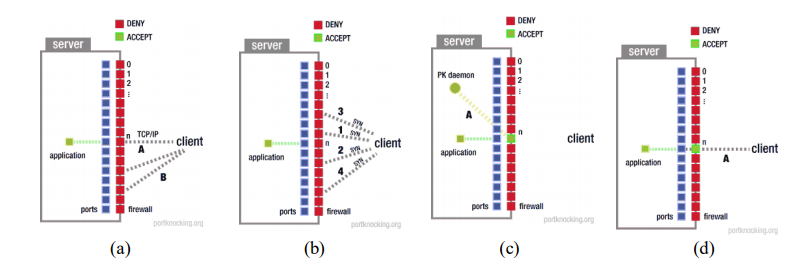 DENY
ACCEPT
server
0
1
2
⋮
n
TCP/IP
A
client
application
B
ports
firewall
portknocking.org
(a)
DENY
ACCEPT
server
0
1
2
⋮
3
SYN
1
SYN
n
client
2
SYN
application
4
SYN
ports
firewall
portknocking.org
(b)
DENY
ACCEPT
server
0
1
PK daemon
2
⋮
A
n
client
application
ports
firewall
portknocking.org
(c)
DENY
ACCEPT
server
0
1
2
⋮
n
client
application
A
ports
firewall
portknocking.org
(d)